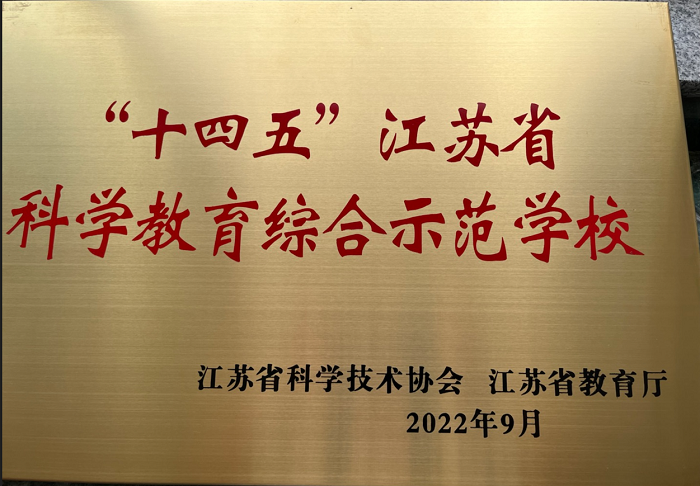 “十四五”江苏省
科学教育综合示范学校
江苏省科学技术协会 江苏省教育厅
2022年9月